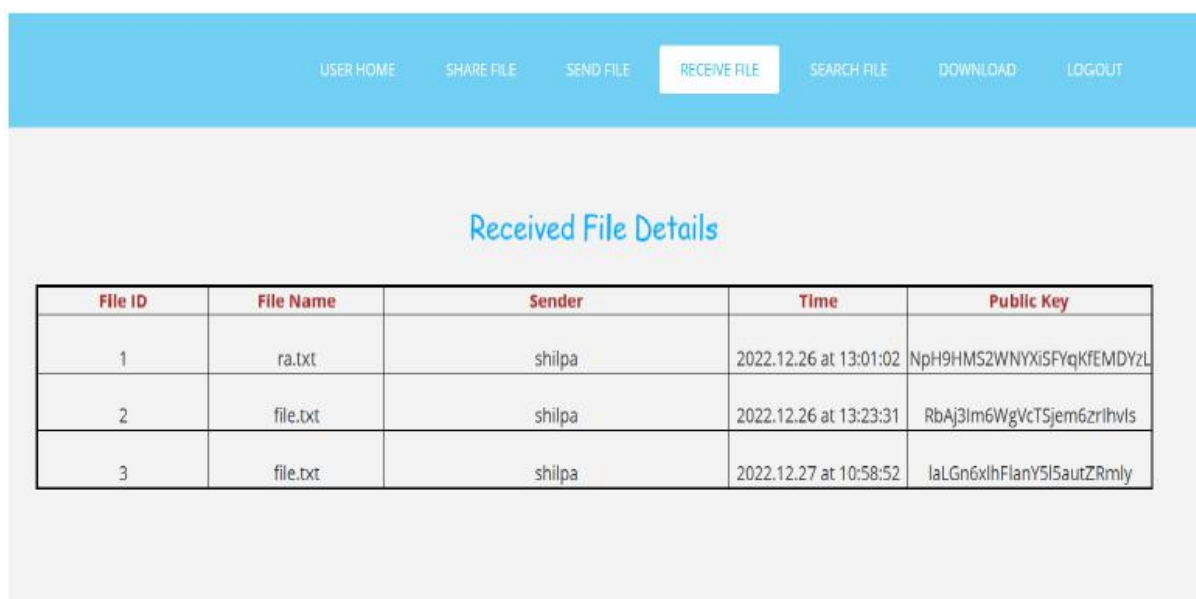 USER HOME SHARE FILE SEND FILE RECEIVE FILE SEARCH FILE DOWNLOAD LOGOUT
Received File Details
File ID File Name Sender Time Public Key
1 ra.txt shilpa 2022.12.26 at 13:01:02 NpH9HMS2WNYXiSFYqKfEMDYzL
2 file.txt shilpa 2022.12.26 at 13:23:31
3 file.txt shilpa 2022.12.27 at 10:58:52